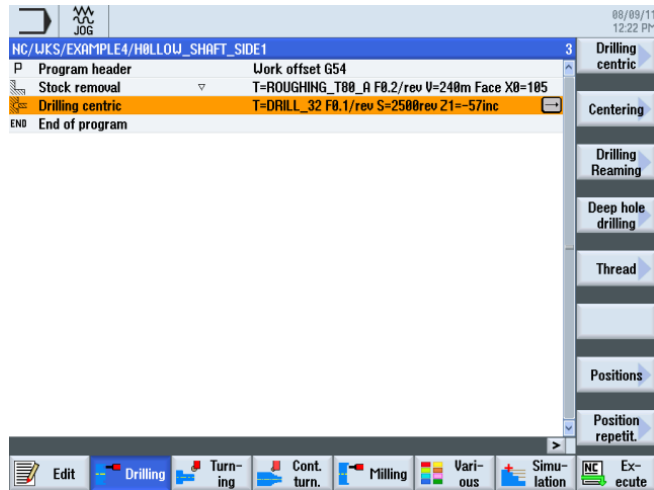 JOG
08/09/11
12:22 PM
NC/WKS/EXAMPLE4/HOLLOW_SHAFT_SIDE1 3
P Program header Work offset G54
Stock removal ▽ T=ROUGHING_T80_A F0.2/rev V=240m Face X0=105
Drilling centric T=DRILL_32 F0.1/rev S=2500rev Z1=-57inc
END End of program
Drilling
centric
Centering
Drilling
Reaming
Deep hole
drilling
Thread
Positions
Position
repetit.
>
Edit
Drilling
Turn-
ing
Cont.
turn.
Milling
Vari-
ous
Simu-
lation
NC Ex-
ecute